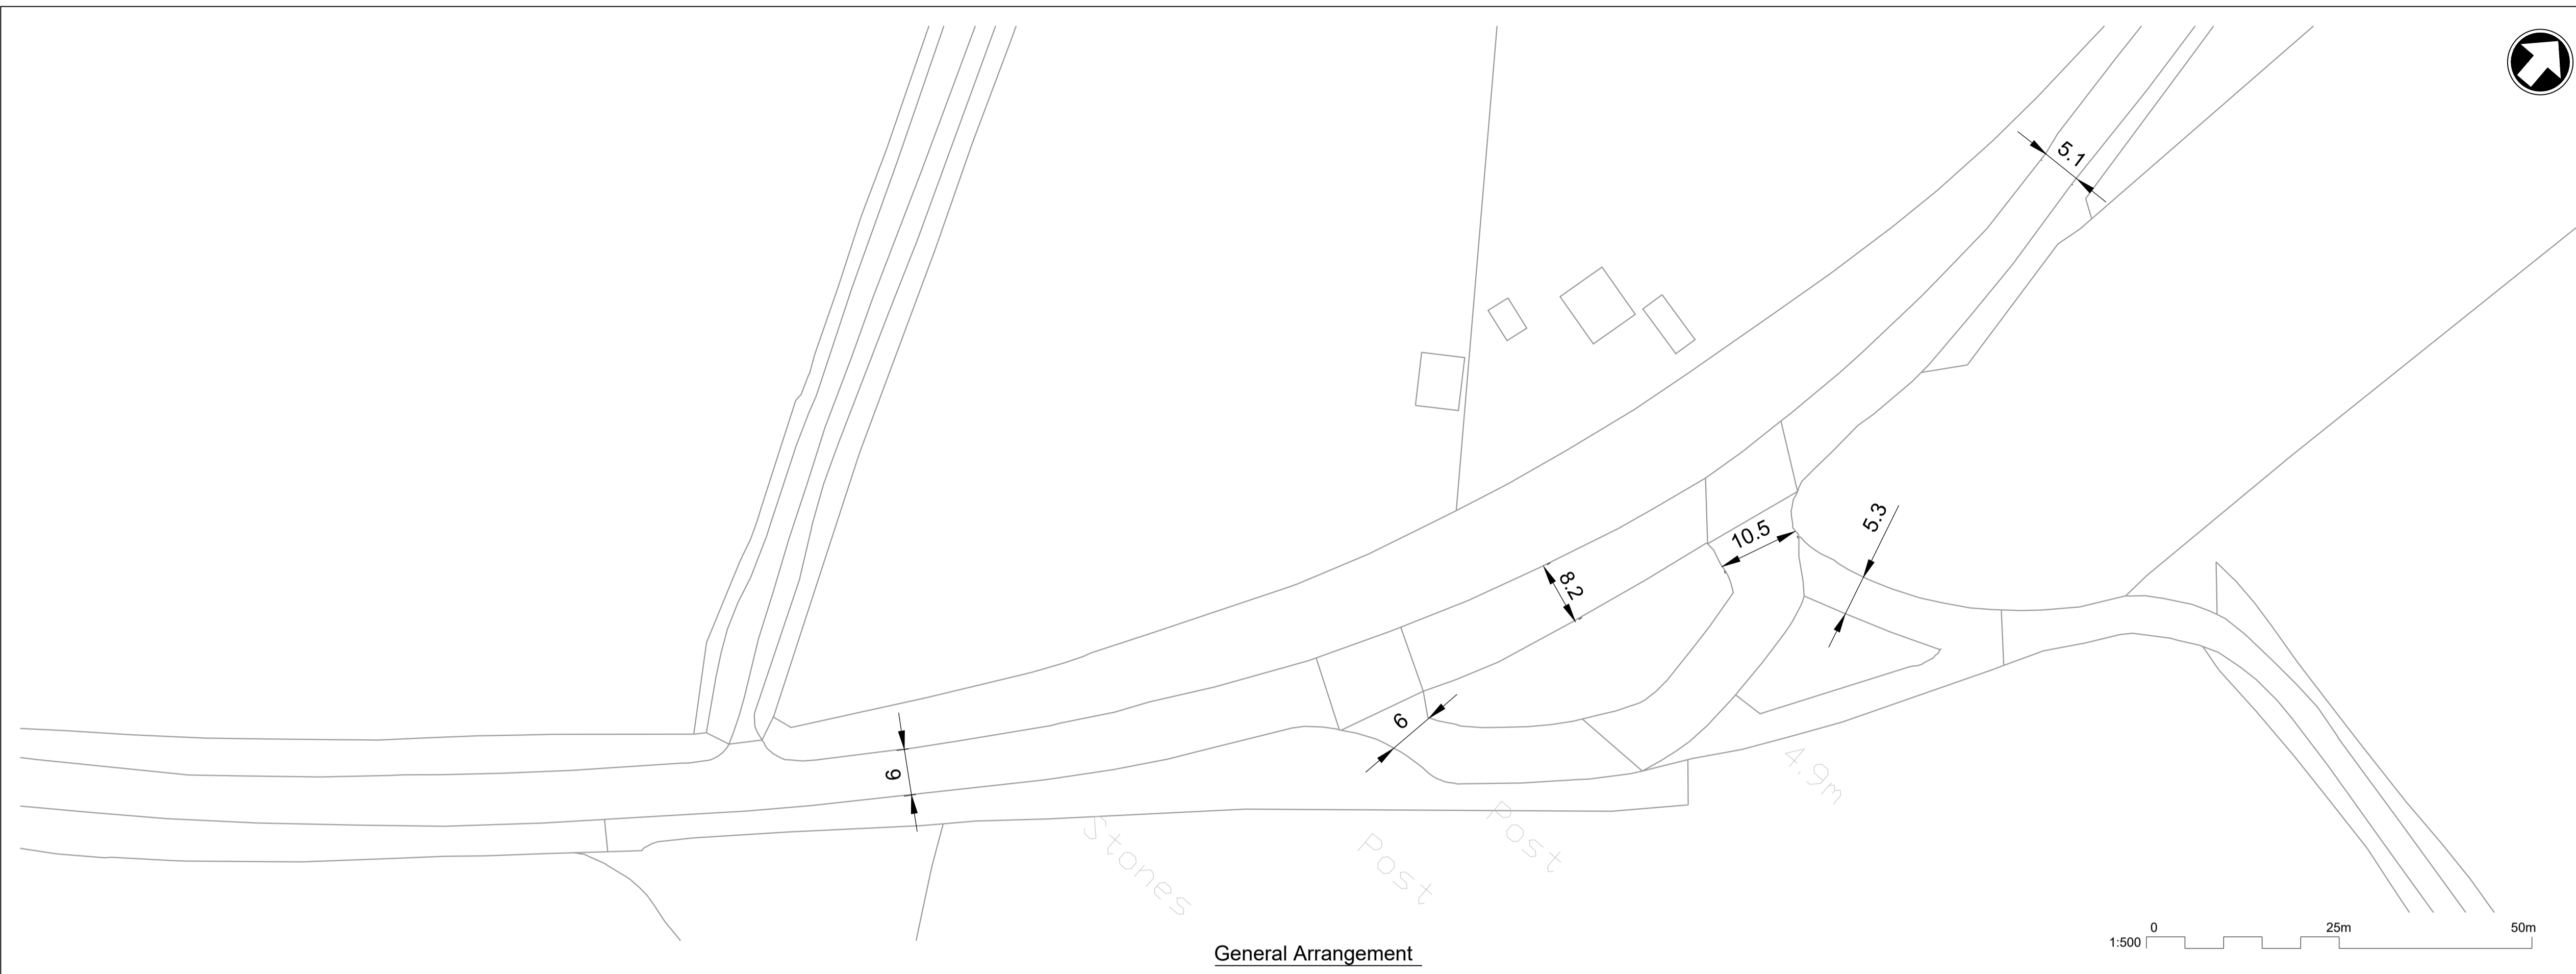 5.1
10.5
5.3
8.2
6
6
4.9m
Stones
Post
Post
General Arrangement
0 25m 50m
1:500